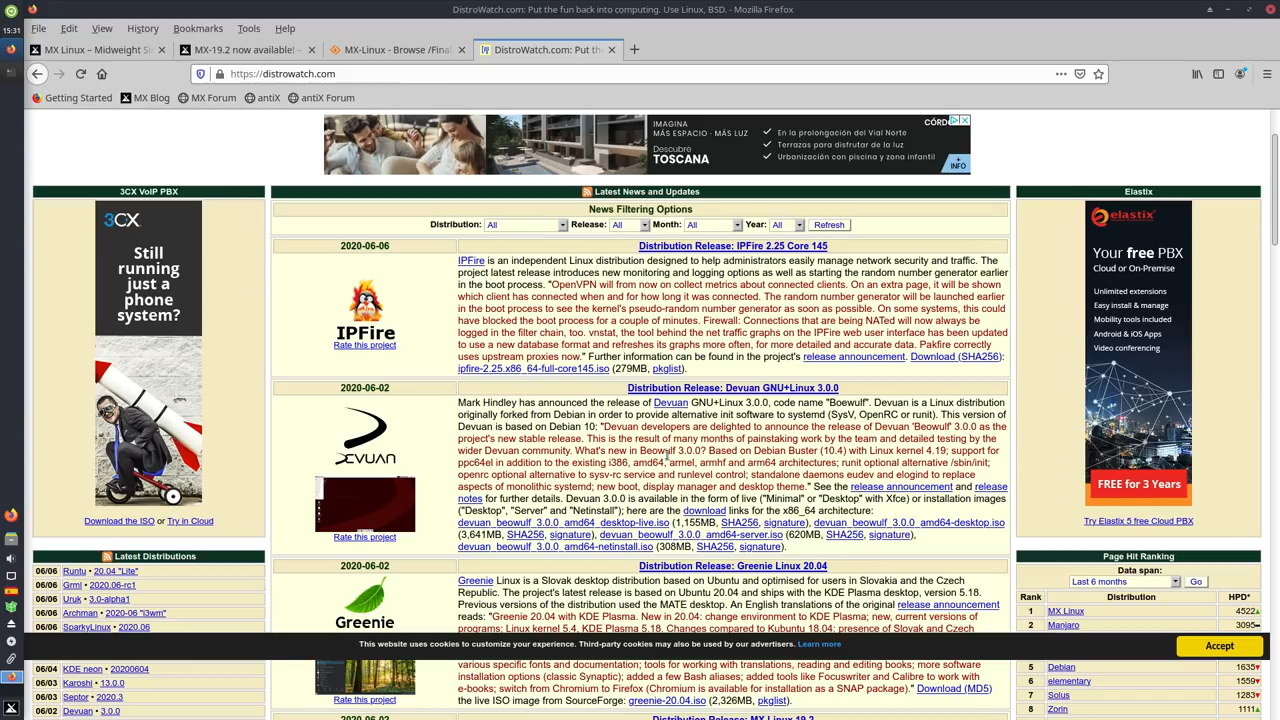 DistroWatch.com: Put the fun back into computing. Use Linux, BSD. - Mozilla Firefox
15:31
File Edit View History Bookmarks Tools Help
MX Linux – Midweight Si
MX-19.2 now available! –
MX-Linux - Browse /Final
DistroWatch.com: Put the
https://distrowatch.com
Getting Started MX Blog MX Forum antiX antiX Forum
IMAGINA
MÁS ESPACIO · MÁS LUZ
Descubre
TOSCANA
En la prolongación del Vial Norte
Terrazas para disfrutar de la luz
Urbanización con piscina y zona infantil
+ INFO
3CX VoIP PBX
3CX
Still
running
just a
phone
system?
Download the ISO or Try in Cloud
Latest Distributions
06/06 Runtu • 20.04 "Lite"
06/06 Grml • 2020.06-rc1
06/06 Uruk • 3.0-alpha1
06/06 Archman • 2020-06 "i3wm"
06/06 SparkyLinux • 2020.06
06/04 KDE neon • 20200604
06/03 Karoshi • 13.0.0
06/03 Septor • 2020.3
06/02 Devuan • 3.0.0
Latest News and Updates
News Filtering Options
Distribution: All Release: All Month: All Year: All Refresh
2020-06-06
IPFire
Rate this project
Distribution Release: IPFire 2.25 Core 145
IPFire is an independent Linux distribution designed to help administrators easily manage network security and traffic. The
project latest release introduces new monitoring and logging options as well as starting the random number generator earlier
in the boot process. "OpenVPN will from now on collect metrics about connected clients. On an extra page, it will be shown
which client has connected when and for how long it was connected. The random number generator will be launched earlier
in the boot process to see the kernel's pseudo-random number generator as soon as possible. On some systems, this could
have blocked the boot process for a couple of minutes. Firewall: Connections that are being NATed will now always be
logged in the filter chain, too. vnstat, the tool behind the net traffic graphs on the IPFire web user interface has been updated
to use a new database format and refreshes its graphs more often, for more detailed and accurate data. Pakfire correctly
uses upstream proxies now." Further information can be found in the project's release announcement. Download (SHA256):
ipfire-2.25.x86_64-full-core145.iso (279MB, pkglist).
2020-06-02
DEVUAN
Rate this project
Distribution Release: Devuan GNU+Linux 3.0.0
Mark Hindley has announced the release of Devuan GNU+Linux 3.0.0, code name "Boewulf". Devuan is a Linux distribution
originally forked from Debian in order to provide alternative init software to systemd (SysV, OpenRC or runit). This version of
Devuan is based on Debian 10: "Devuan developers are delighted to announce the release of Devuan 'Beowulf' 3.0.0 as the
project's new stable release. This is the result of many months of painstaking work by the team and detailed testing by the
wider Devuan community. What's new in Beowulf 3.0.0? Based on Debian Buster (10.4) with Linux kernel 4.19; support for
ppc64el in addition to the existing i386, amd64, armel, armhf and arm64 architectures; runit optional alternative /sbin/init;
openrc optional alternative to sysv-rc service and runlevel control; standalone daemons eudev and elogind to replace
aspects of monolithic systemd; new boot, display manager and desktop theme." See the release announcement and release
notes for further details. Devuan 3.0.0 is available in the form of live ("Minimal" or "Desktop" with Xfce) or installation images
("Desktop", "Server" and "Netinstall"); here are the download links for the x86_64 architecture:
devuan_beowulf_3.0.0_amd64_desktop-live.iso (1,155MB, SHA256, signature), devuan_beowulf_3.0.0_amd64-desktop.iso
(3,641MB, SHA256, signature), devuan_beowulf_3.0.0_amd64-server.iso (620MB, SHA256, signature),
devuan_beowulf_3.0.0_amd64-netinstall.iso (308MB, SHA256, signature).
2020-06-02
Greenie
Rate this project
Distribution Release: Greenie Linux 20.04
Greenie Linux is a Slovak desktop distribution based on Ubuntu and optimised for users in Slovakia and the Czech
Republic. The project's latest release is based on Ubuntu 20.04 and ships with the KDE Plasma desktop, version 5.18.
Previous versions of the distribution used the MATE desktop. An English translations of the original release announcement
reads: "Greenie 20.04 with KDE Plasma. New in 20.04: change environment to KDE Plasma; new, current versions of
programs; Linux kernel 5.4, KDE Plasma 5.18. Changes compared to Kubuntu 18.04: presence of Slovak and Czech
various specific fonts and documentation; tools for working with translations, reading and editing books; more software
installation options (classic Synaptic); added a few Bash aliases; added tools like Focuswriter and Calibre to work with
e-books; switch from Chromium to Firefox (Chromium is available for installation as a SNAP package)." Download (MD5)
the live ISO image from SourceForge: greenie-20.04.iso (2,326MB, pkglist).
This website uses cookies to customize your experience. Third-party cookies may also be used by our advertisers. Learn more
Accept
Elastix
elastix
Your free PBX
Cloud or On-Premise
Unlimited extensions
Easy install & manage
Mobility tools included
Android & iOS Apps
Video conferencing
FREE for 3 Years
Try Elastix 5 free Cloud PBX
Page Hit Ranking
Data span:
Last 6 months Go
Rank Distribution HPD*
1 MX Linux 4522
2 Manjaro 3095
5 Debian 1635
6 elementary 1359
7 Solus 1283
8 Zorin 1111